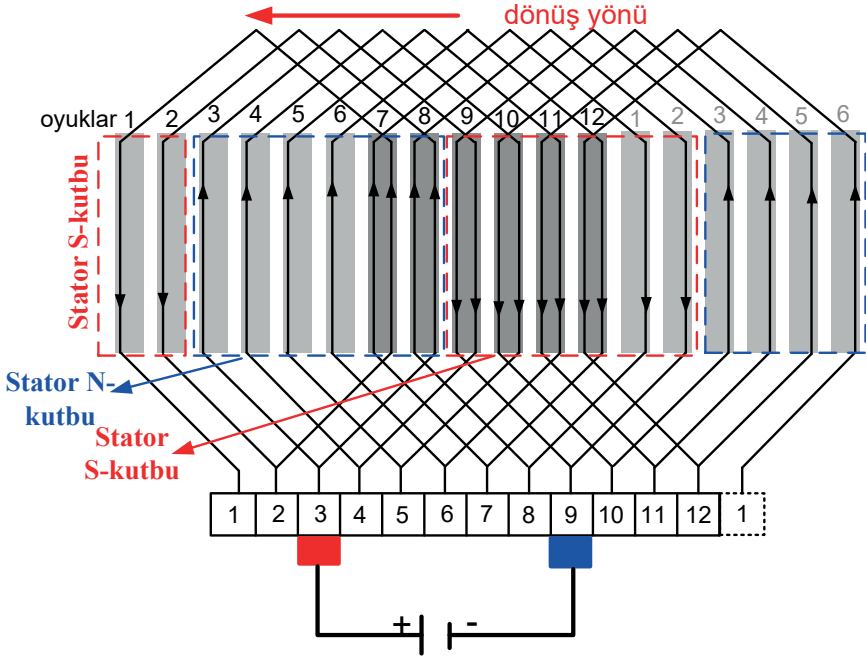 dönüş yönü
oyuklar 1 2 3 4 5 6 7 8 9 10 11 12 1 2 3 4 5 6
Stator S-kutbu
Stator N-
kutbu
Stator
S-kutbu
1 2 3 4 5 6 7 8 9 10 11 12 1
+ -